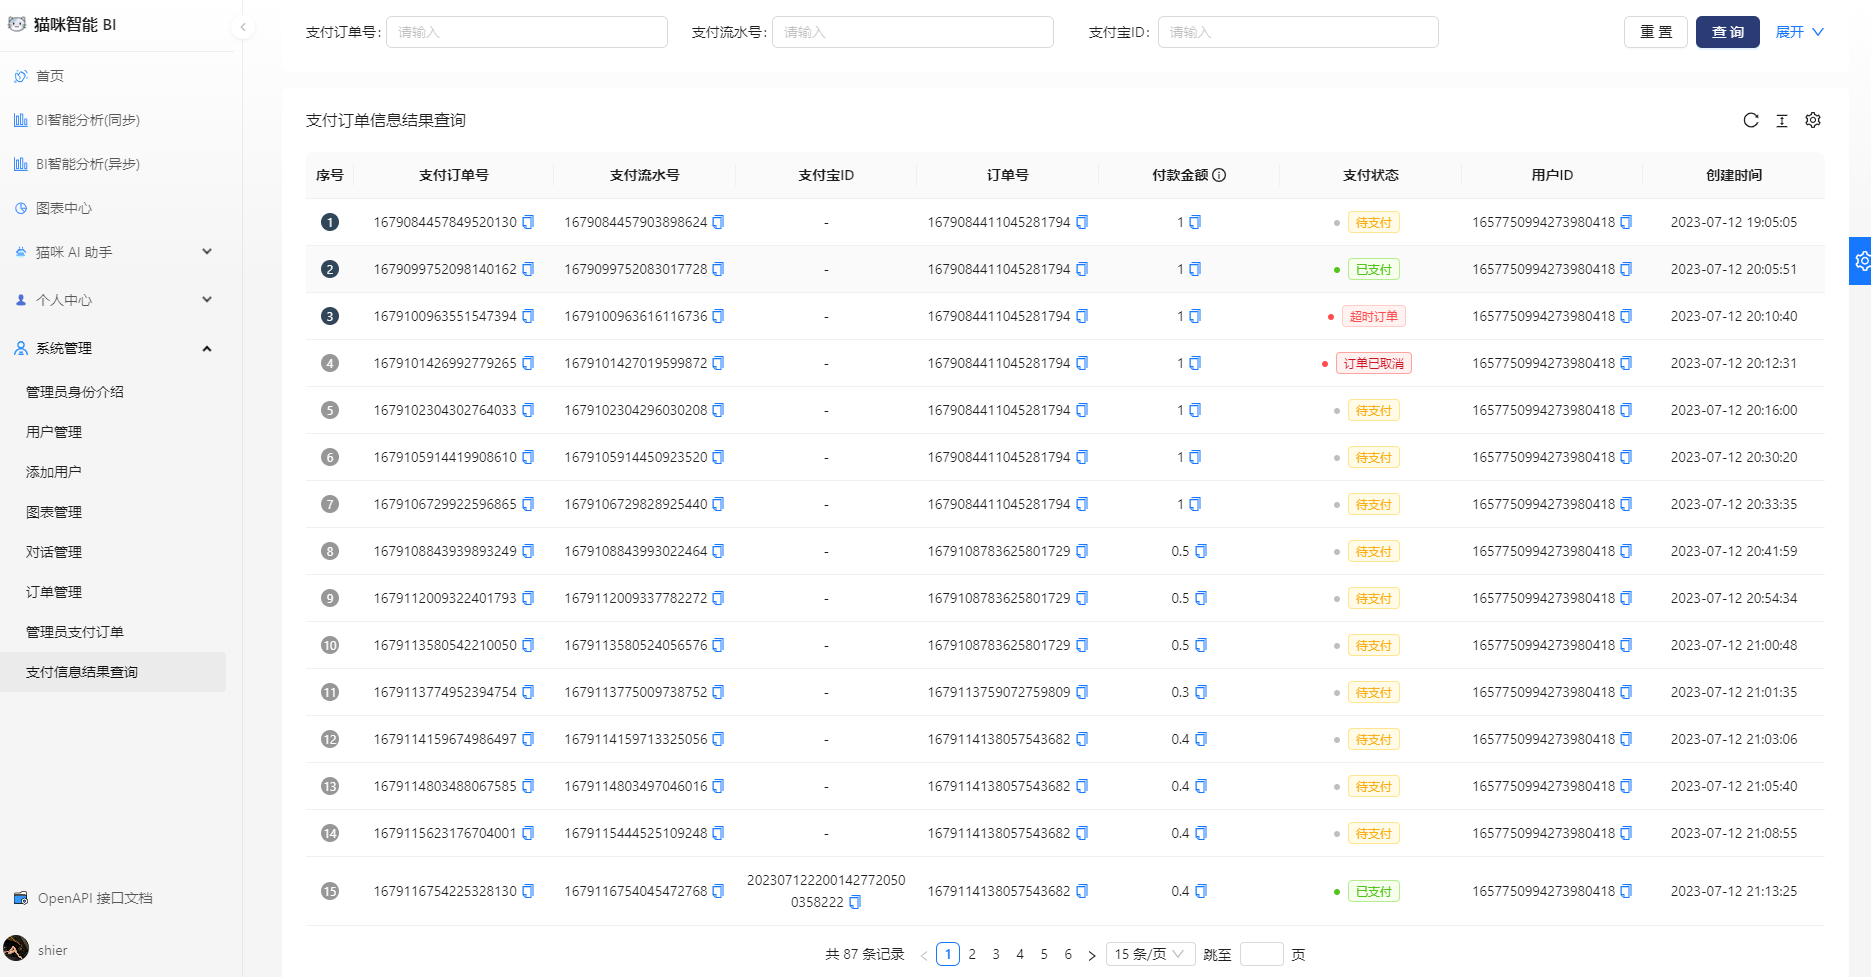 猫咪智能 BI
首页
BI智能分析(同步)
BI智能分析(异步)
图表中心
猫咪 AI 助手
个人中心
系统管理
管理员身份介绍
用户管理
添加用户
图表管理
对话管理
订单管理
管理员支付订单
支付信息结果查询
OpenAPI 接口文档
shier
支付订单号: 请输入 支付流水号: 请输入 支付宝ID: 请输入 重 置 查 询 展开
支付订单信息结果查询
序号 支付订单号 支付流水号 支付宝ID 订单号 付款金额 支付状态 用户ID 创建时间
1 1679084457849520130 1679084457903898624 - 1679084411045281794 1 待支付 1657750994273980418 2023-07-12 19:05:05
2 1679099752098140162 1679099752083017728 - 1679084411045281794 1 已支付 1657750994273980418 2023-07-12 20:05:51
3 1679100963551547394 1679100963616116736 - 1679084411045281794 1 超时订单 1657750994273980418 2023-07-12 20:10:40
4 1679101426992779265 1679101427019599872 - 1679084411045281794 1 订单已取消 1657750994273980418 2023-07-12 20:12:31
5 1679102304302764033 1679102304296030208 - 1679084411045281794 1 待支付 1657750994273980418 2023-07-12 20:16:00
6 1679105914419908610 1679105914450923520 - 1679084411045281794 1 待支付 1657750994273980418 2023-07-12 20:30:20
7 1679106729922596865 1679106729828925440 - 1679084411045281794 1 待支付 1657750994273980418 2023-07-12 20:33:35
8 1679108843939893249 1679108843993022464 - 1679108783625801729 0.5 待支付 1657750994273980418 2023-07-12 20:41:59
9 1679112009322401793 1679112009337782272 - 1679108783625801729 0.5 待支付 1657750994273980418 2023-07-12 20:54:34
10 1679113580542210050 1679113580524056576 - 1679108783625801729 0.5 待支付 1657750994273980418 2023-07-12 21:00:48
11 1679113774952394754 1679113775009738752 - 1679113759072759809 0.3 待支付 1657750994273980418 2023-07-12 21:01:35
12 1679114159674986497 1679114159713325056 - 1679114138057543682 0.4 待支付 1657750994273980418 2023-07-12 21:03:06
13 1679114803488067585 1679114803497046016 - 1679114138057543682 0.4 待支付 1657750994273980418 2023-07-12 21:05:40
14 1679115623176704001 1679115444525109248 - 1679114138057543682 0.4 待支付 1657750994273980418 2023-07-12 21:08:55
15 1679116754225328130 1679116754045472768 202307122200142772050 1679114138057543682 0.4 已支付 1657750994273980418 2023-07-12 21:13:25
0358222
共 87 条记录 < 1 2 3 4 5 6 > 15 条/页 跳至 页